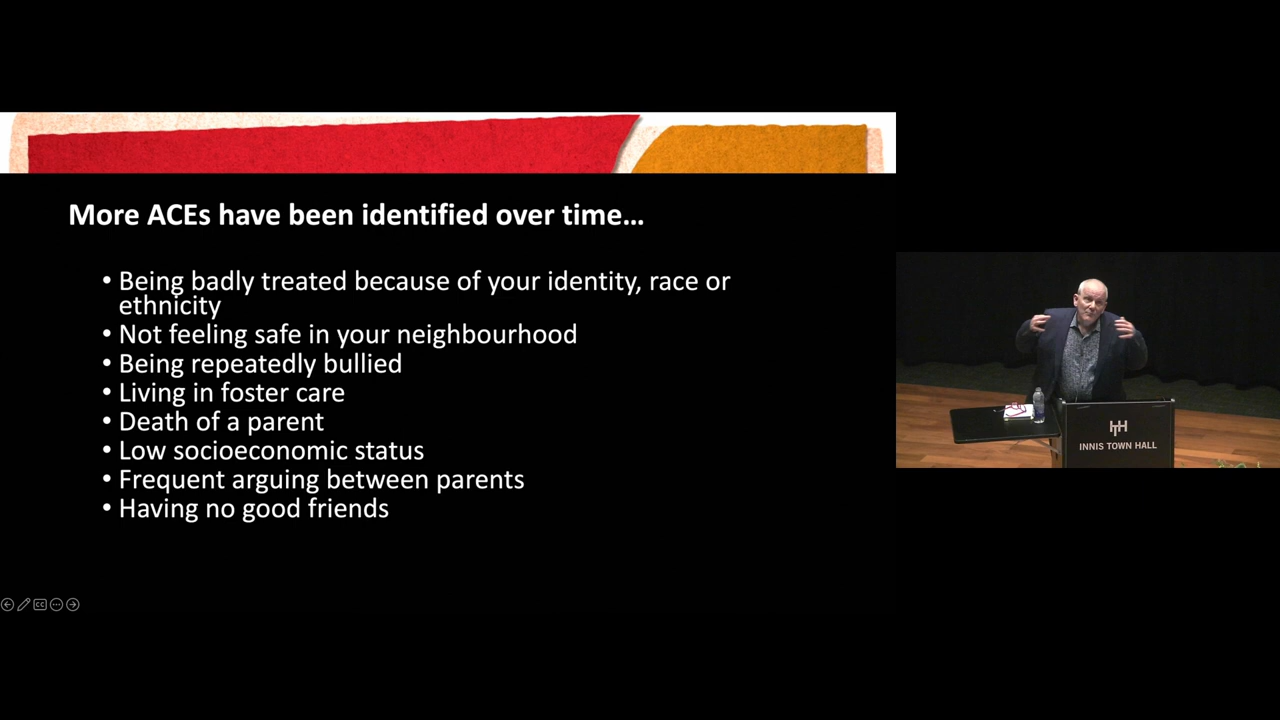 More ACEs have been identified over time...
• Being badly treated because of your identity, race or
ethnicity
• Not feeling safe in your neighbourhood
• Being repeatedly bullied
• Living in foster care
• Death of a parent
• Low socioeconomic status
• Frequent arguing between parents
• Having no good friends
CC
INNIS TOWN HALL